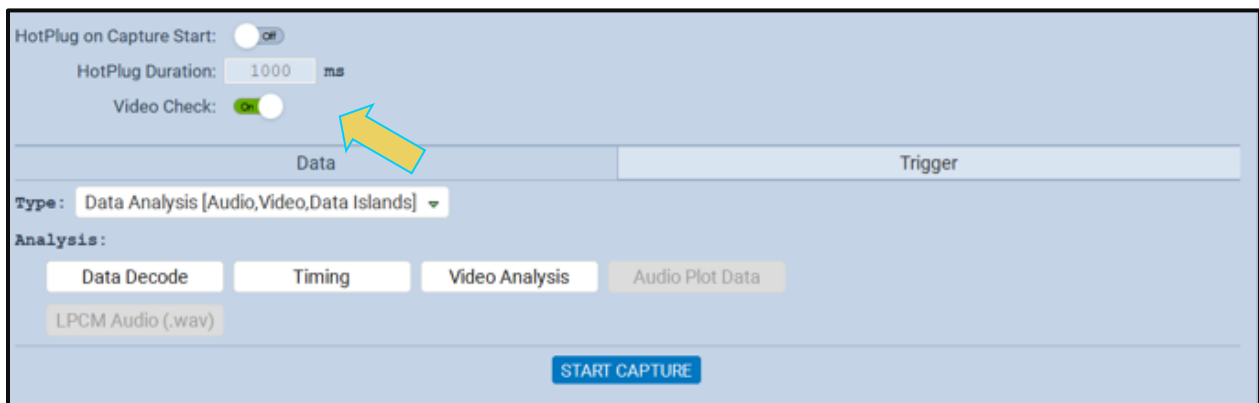 HotPlug on Capture Start: Off
HotPlug Duration: 1000 ms
Video Check: On
Data Trigger
Type: Data Analysis [Audio,Video,Data Islands]
Analysis:
Data Decode Timing Video Analysis Audio Plot Data
LPCM Audio (.wav)
START CAPTURE